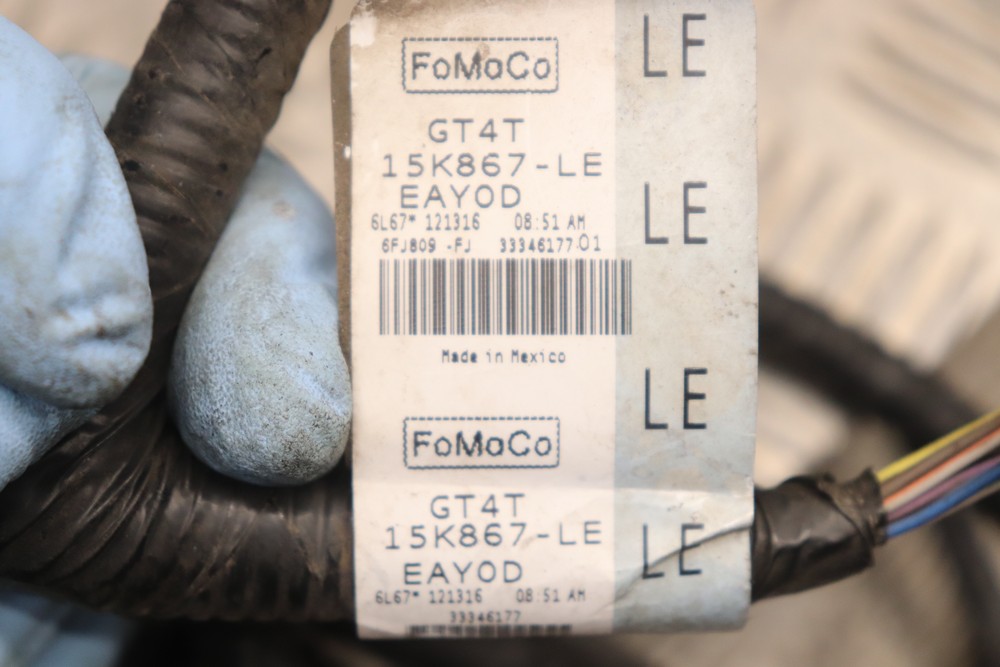 FoMoCo
GT4T
15K867-LE
EAYOD
6L67* 121316 08:51 AM
6FJ809 -FJ 33346177.01
Made in Mexico
FoMoCo
GT4T
15K867-LE
EAYOD
6L67* 121316 08:51 AM
33346177
LE
LE
LE
LE